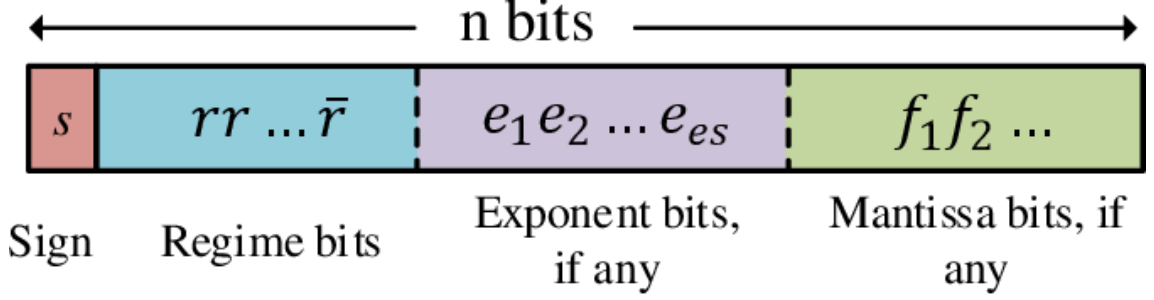 n bits
s rr ... r̄ e₁e₂ ... eₑₛ f₁f₂ ...
Sign Regime bits Exponent bits, if any Mantissa bits, if any